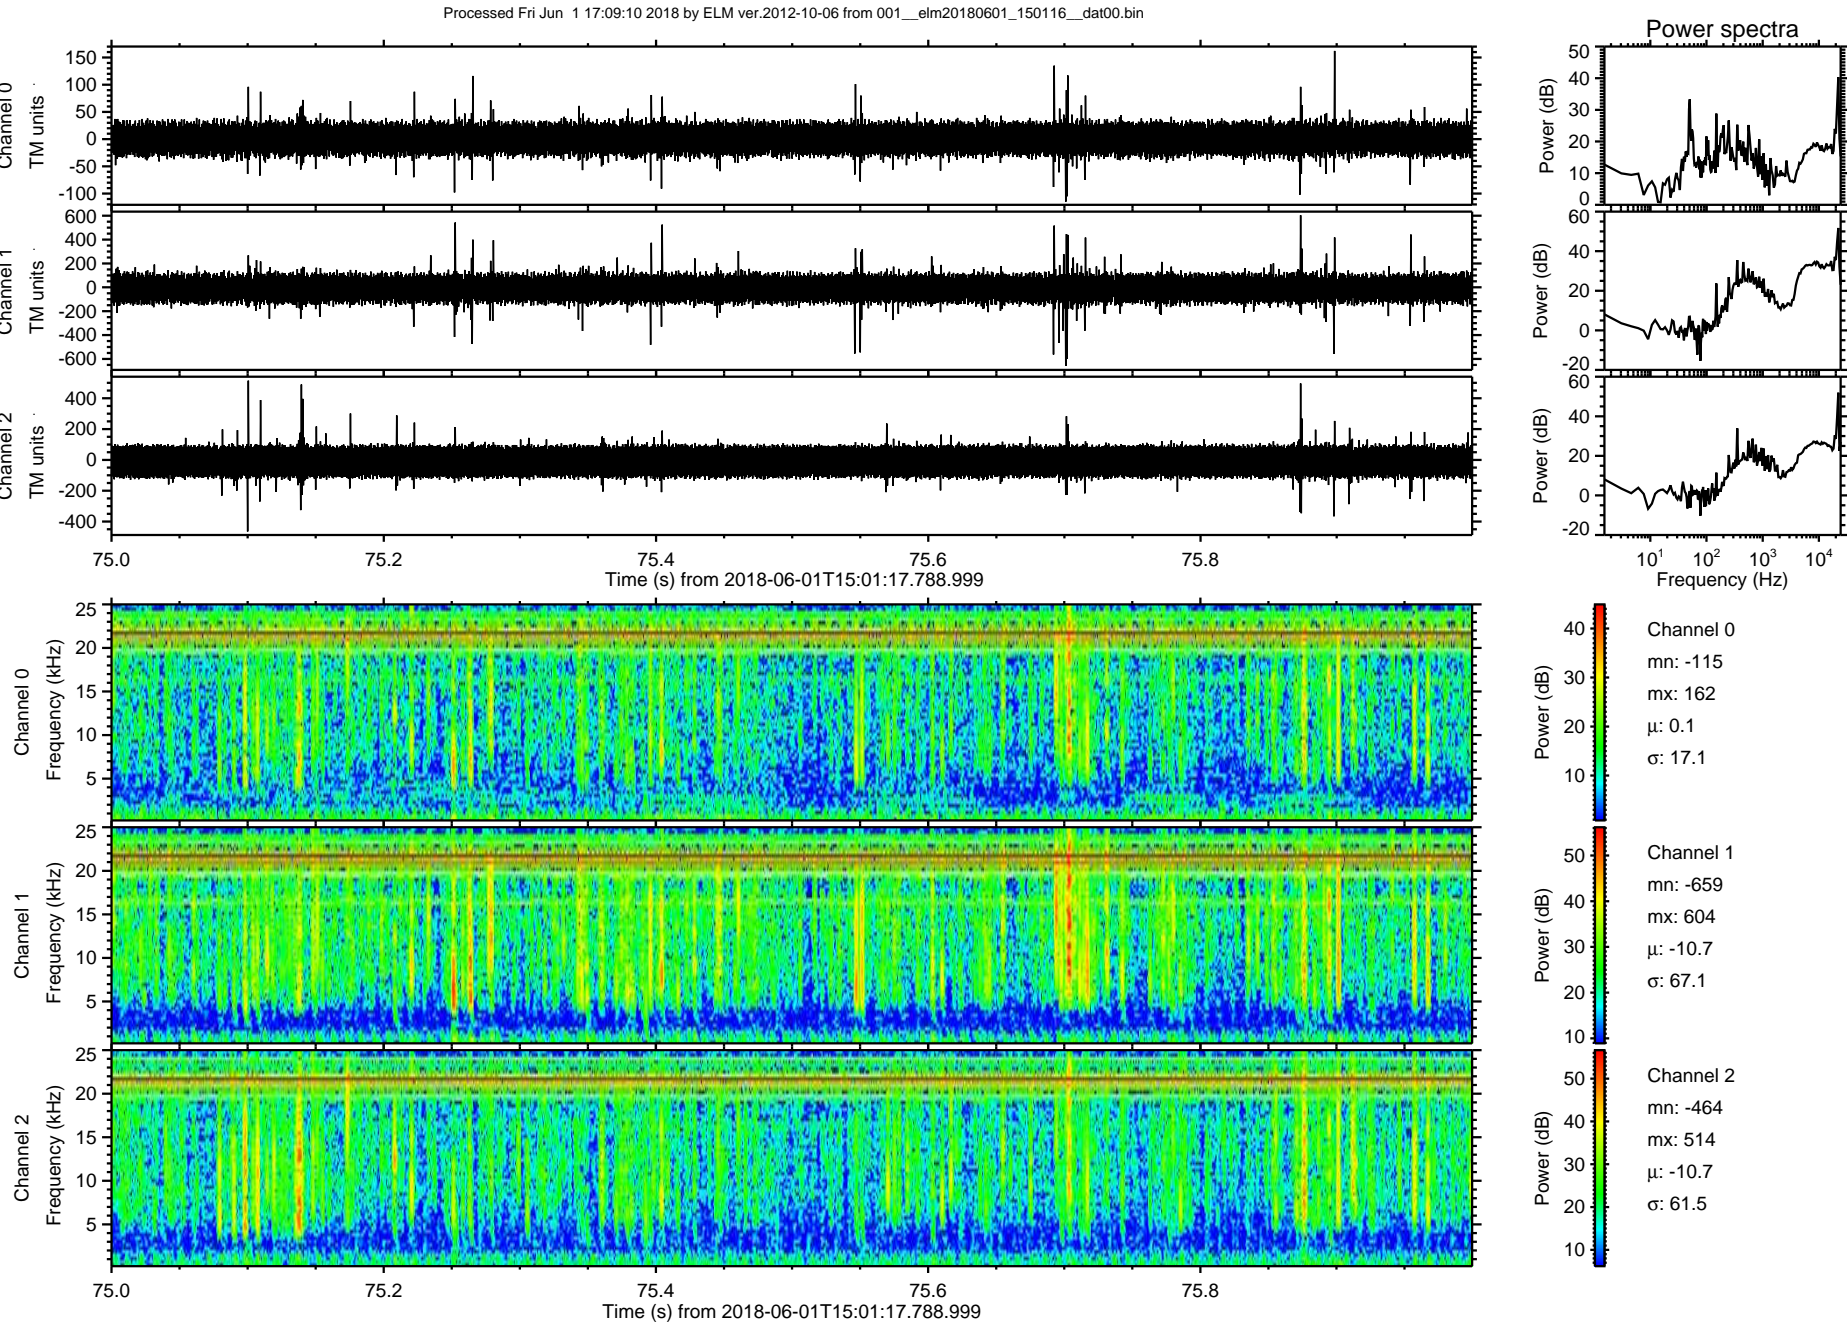 Processed Fri Jun  1 17:09:10 2018 by ELM ver.2012-10-06 from 001__elm20180601_150116__dat00.bin
Power spectra
Channel 0
TM units
150
100
50
0
-50
-100
Power (dB)
50
40
30
20
10
0
Channel 1
TM units
600
400
200
0
-200
-400
-600
Power (dB)
60
40
20
0
-20
Channel 2
TM units
400
200
0
-200
-400
Power (dB)
60
40
20
0
-20
75.0 75.2 75.4 75.6 75.8
Time (s) from 2018-06-01T15:01:17.788.999
10^1 10^2 10^3 10^4
Frequency (Hz)
Channel 0
Frequency (kHz)
25
20
15
10
5
Power (dB)
40
30
20
10
Channel 0
mn: -115
mx: 162
μ: 0.1
σ: 17.1
Channel 1
Frequency (kHz)
25
20
15
10
5
Power (dB)
50
40
30
20
10
Channel 1
mn: -659
mx: 604
μ: -10.7
σ: 67.1
Channel 2
Frequency (kHz)
25
20
15
10
5
Power (dB)
50
40
30
20
10
Channel 2
mn: -464
mx: 514
μ: -10.7
σ: 61.5
75.0 75.2 75.4 75.6 75.8
Time (s) from 2018-06-01T15:01:17.788.999